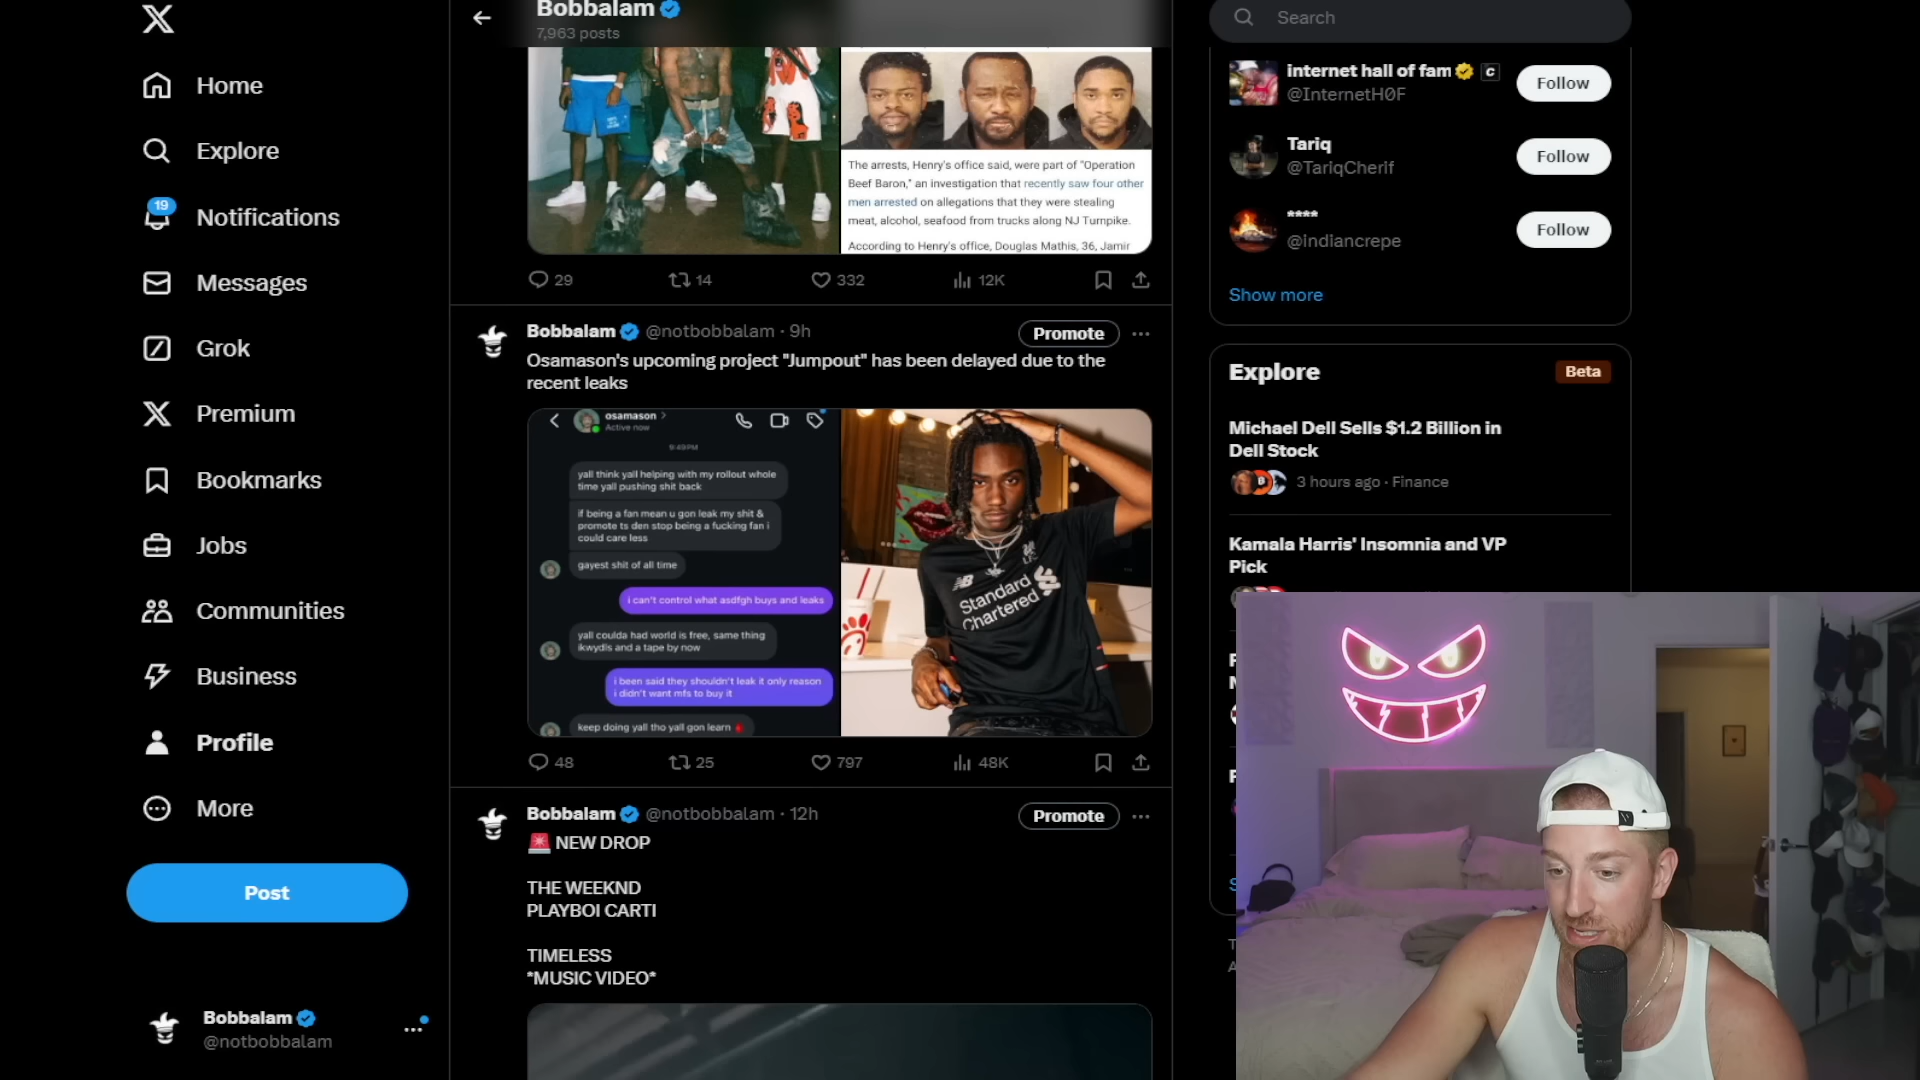 Home
Explore
19
Notifications
Messages
Grok
Premium
Bookmarks
Jobs
Communities
Business
Profile
More
Post
Bobbalam
@notbobbalam
Bobbalam
7,963 posts
The arrests, Henry's office said, were part of "Operation
Beef Baron," an investigation that recently saw four other
men arrested on allegations that they were stealing
meat, alcohol, seafood from trucks along NJ Turnpike.
According to Henry's office, Douglas Mathis, 36, Jamir
29
14
332
12K
Bobbalam @notbobbalam · 9h
Promote
Osamason's upcoming project "Jumpout" has been delayed due to the
recent leaks
osamason
Active now
9:49 PM
yall think yall helping with my rollout whole
time yall pushing shit back
if being a fan mean u gon leak my shit &
promote ts den stop being a fucking fan i
could care less
gayest shit of all time
i can't control what asdfgh buys and leaks
yall coulda had world is free, same thing
ikwydls and a tape by now
i been said they shouldn't leak it only reason
i didn't want mfs to buy it
keep doing yall tho yall gon learn
Standard
Chartered
48
25
797
48K
Bobbalam @notbobbalam · 12h
Promote
NEW DROP
THE WEEKND
PLAYBOI CARTI
TIMELESS
*MUSIC VIDEO*
Search
internet hall of fam
@InternetH0F
Follow
Tariq
@TariqCherif
Follow
****
@indiancrepe
Follow
Show more
Explore
Beta
Michael Dell Sells $1.2 Billion in
Dell Stock
3 hours ago · Finance
Kamala Harris' Insomnia and VP
Pick